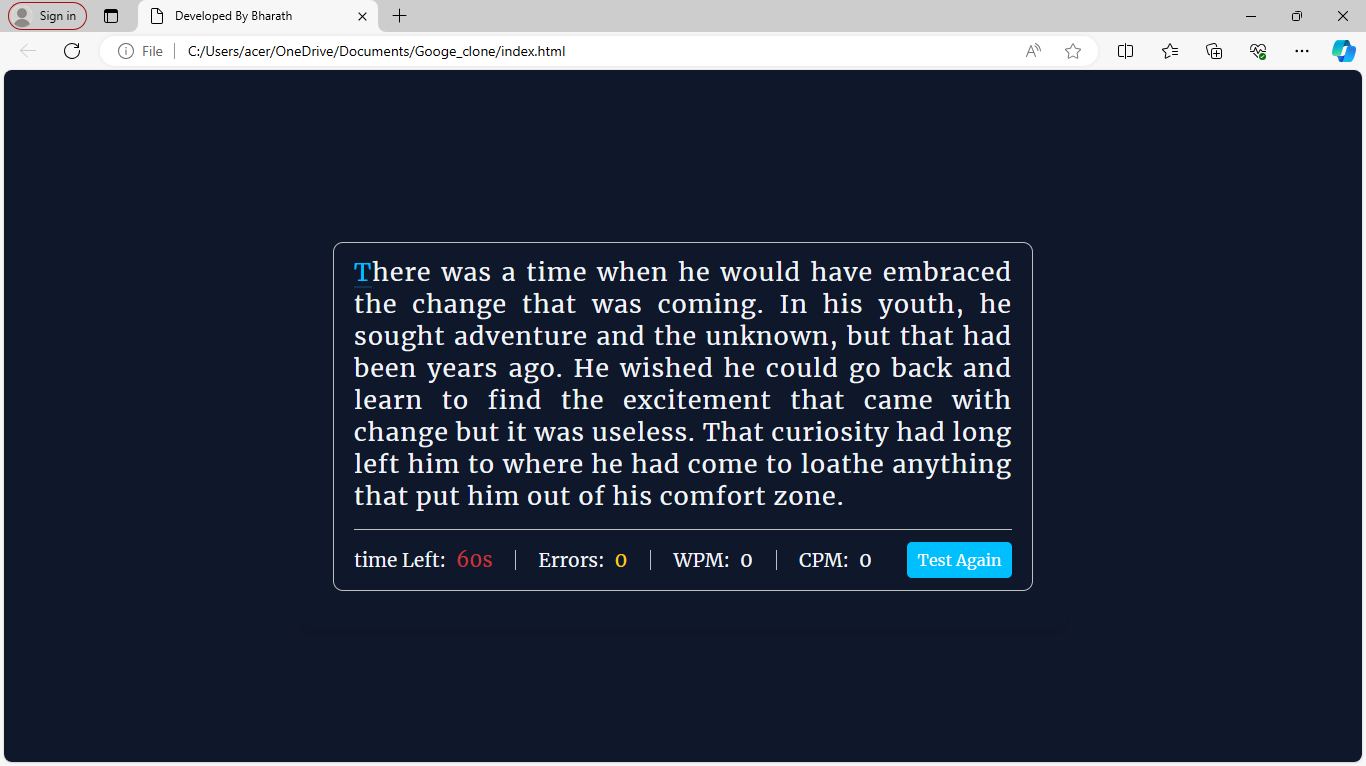 Sign in
Developed By Bharath
File
C:/Users/acer/OneDrive/Documents/Googe_clone/index.html
There was a time when he would have embraced
the change that was coming. In his youth, he
sought adventure and the unknown, but that had
been years ago. He wished he could go back and
learn to find the excitement that came with
change but it was useless. That curiosity had long
left him to where he had come to loathe anything
that put him out of his comfort zone.
time Left: 60s Errors: 0 WPM: 0 CPM: 0 Test Again